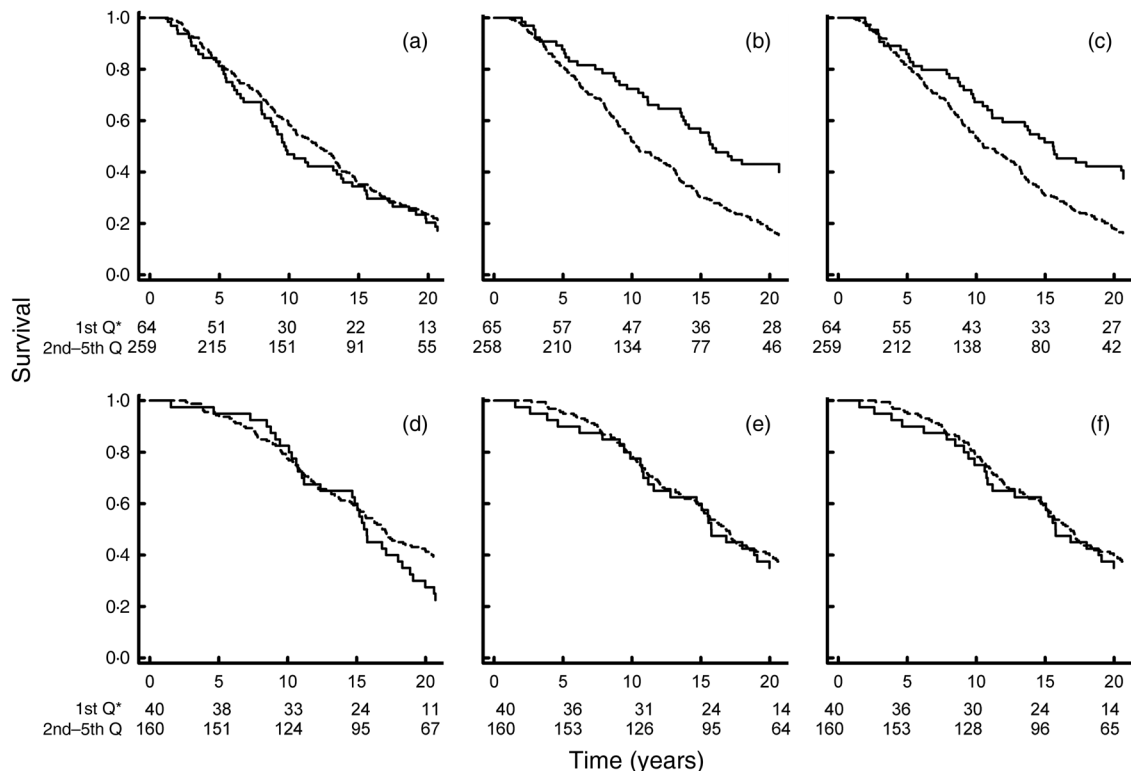 1·0
0·8
0·6
0·4
0·2
0·0
(a) (b) (c)
0 5 10 15 20 0 5 10 15 20 0 5 10 15 20
1st Q* 64 51 30 22 13 65 57 47 36 28 64 55 43 33 27
2nd–5th Q 259 215 151 91 55 258 210 134 77 46 259 212 138 80 42
Survival
1·0
0·8
0·6
0·4
0·2
0·0
(d) (e) (f)
0 5 10 15 20 0 5 10 15 20 0 5 10 15 20
1st Q* 40 38 33 24 11 40 36 31 24 14 40 36 30 24 14
2nd–5th Q 160 151 124 95 67 160 153 126 95 64 160 153 128 96 65
Time (years)